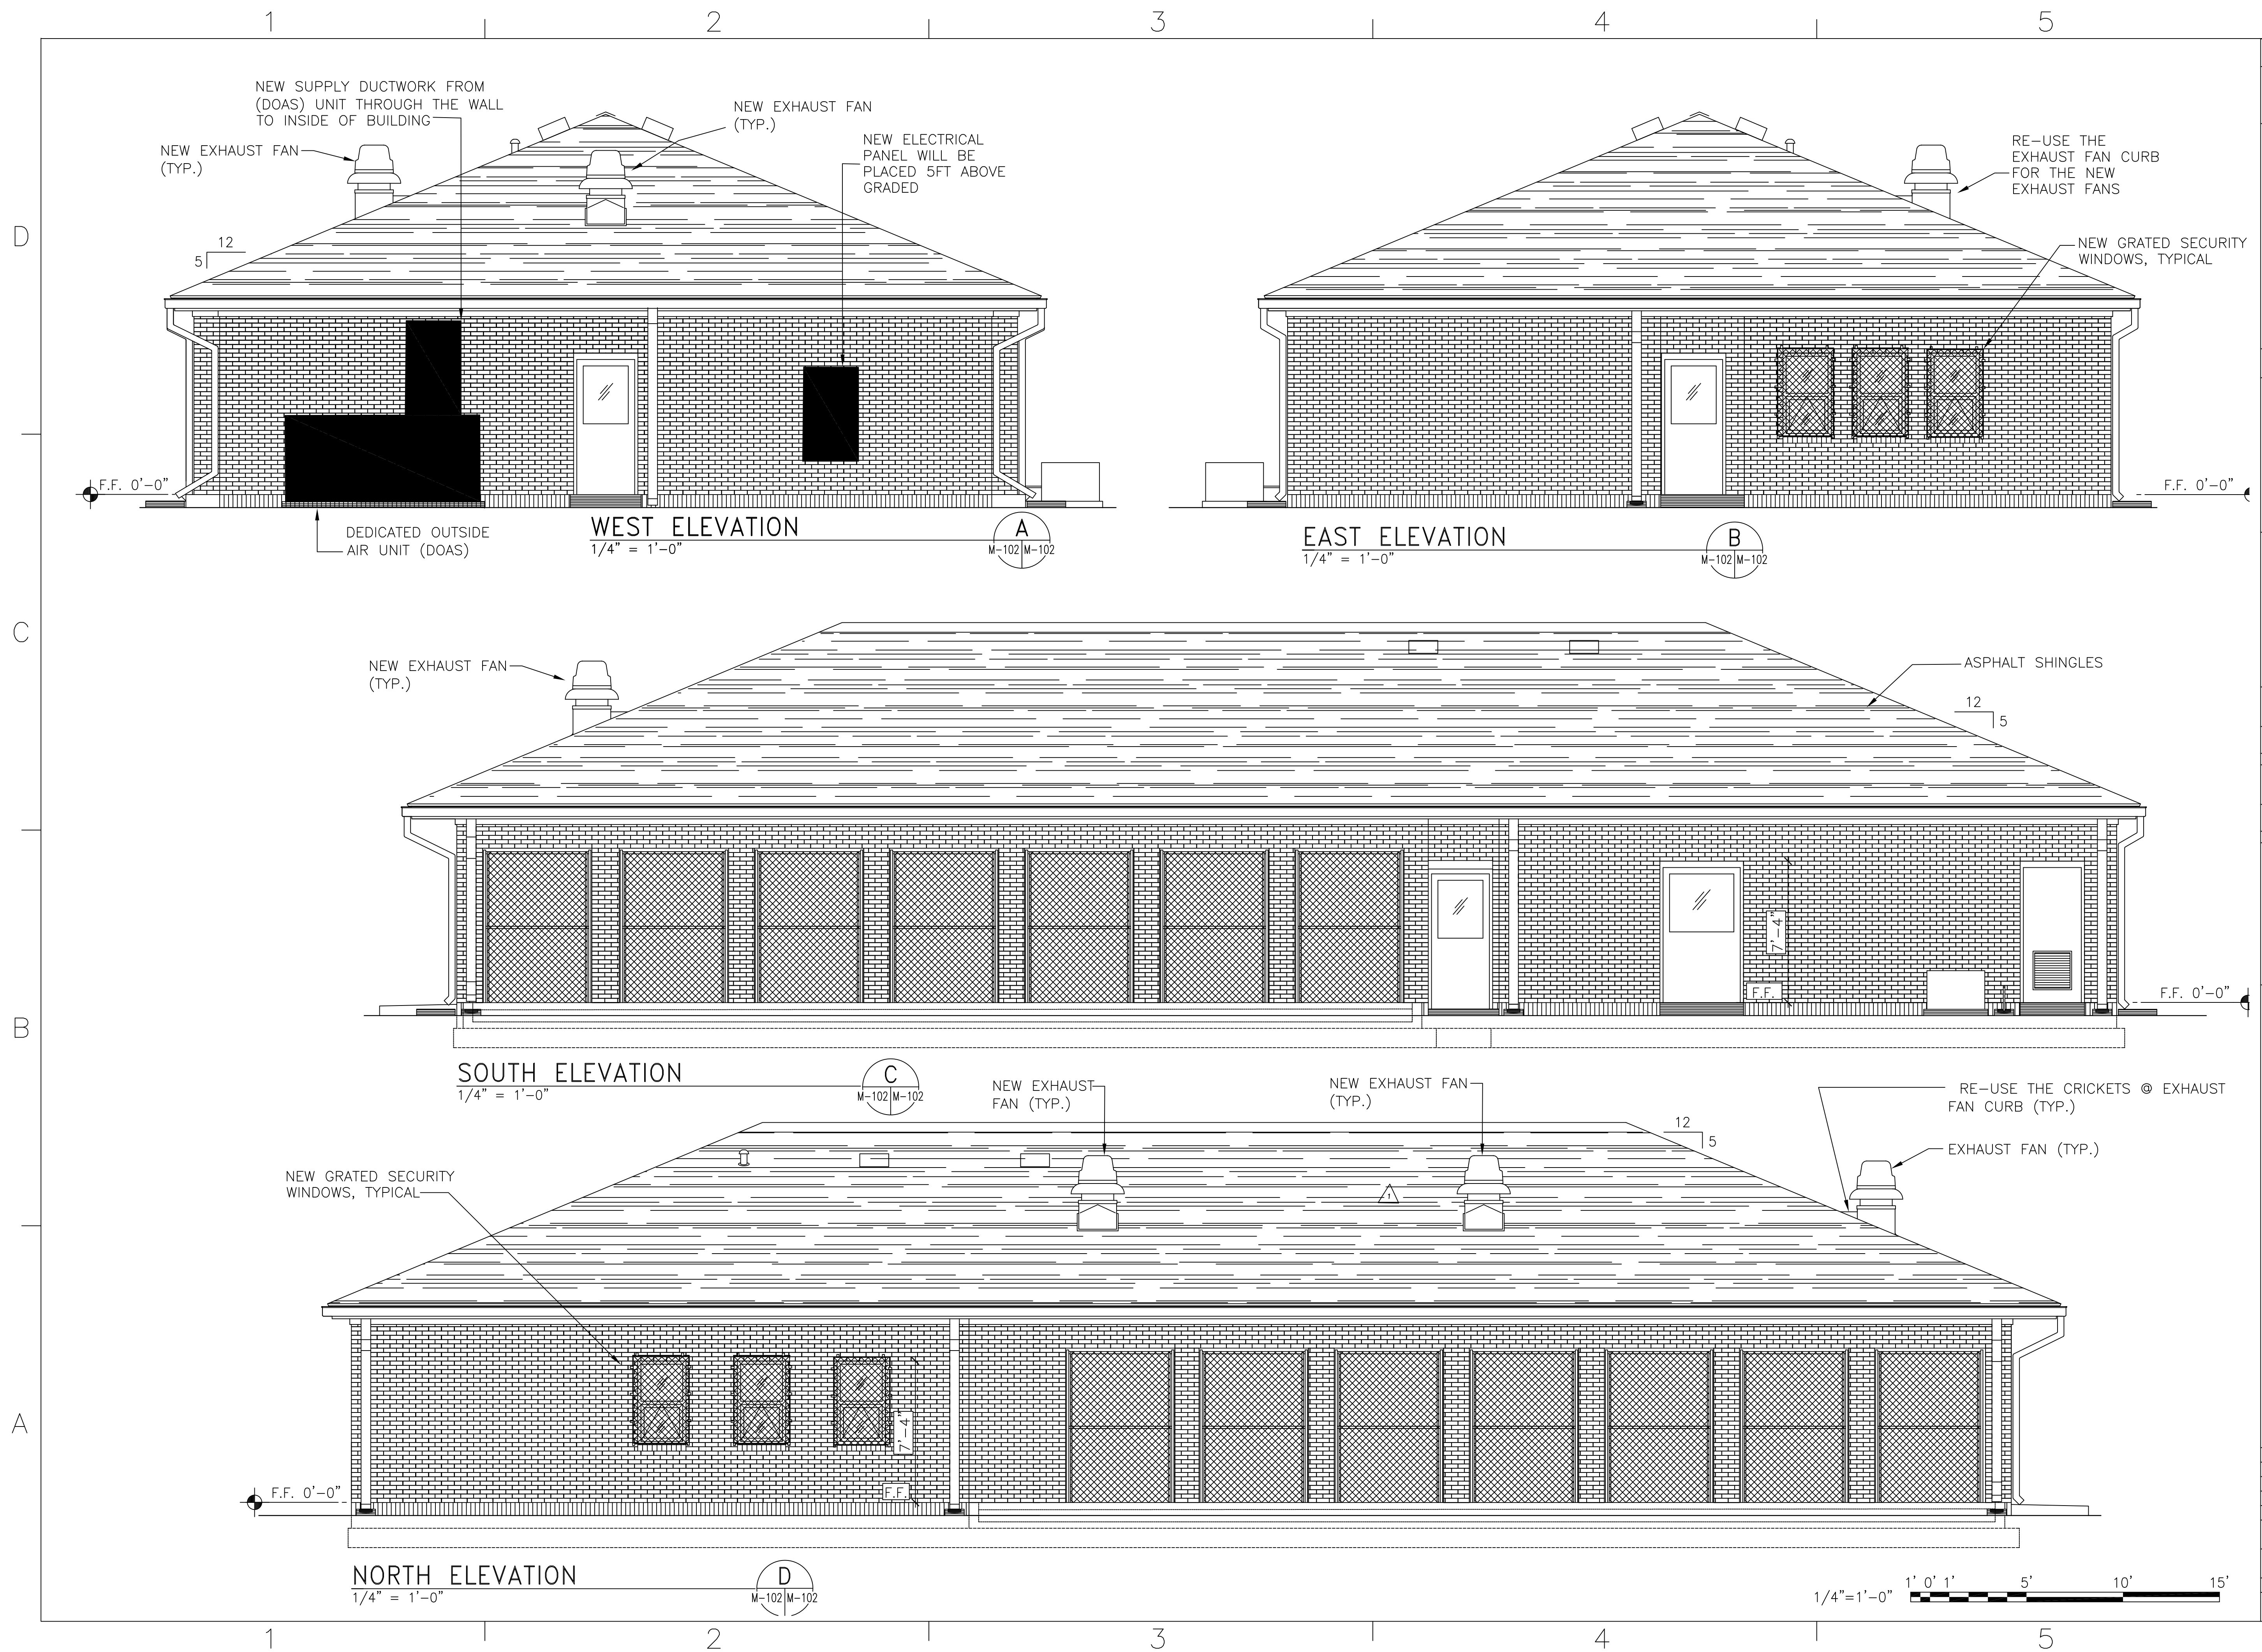 1 2 3 4 5
NEW SUPPLY DUCTWORK FROM
(DOAS) UNIT THROUGH THE WALL
TO INSIDE OF BUILDING
NEW EXHAUST FAN
(TYP.)
NEW EXHAUST FAN
(TYP.)
NEW ELECTRICAL
PANEL WILL BE
PLACED 5FT ABOVE
GRADED
RE-USE THE
EXHAUST FAN CURB
FOR THE NEW
EXHAUST FANS
NEW GRATED SECURITY
WINDOWS, TYPICAL
D
12
5
F.F. 0'-0"
F.F. 0'-0"
DEDICATED OUTSIDE
AIR UNIT (DOAS)
WEST ELEVATION
1/4" = 1'-0"
A
M-102 M-102
EAST ELEVATION
1/4" = 1'-0"
B
M-102 M-102
C
NEW EXHAUST FAN
(TYP.)
ASPHALT SHINGLES
12
5
7'-4"
F.F.
F.F. 0'-0"
B
SOUTH ELEVATION
1/4" = 1'-0"
C
M-102 M-102
NEW EXHAUST
FAN (TYP.)
NEW EXHAUST FAN
(TYP.)
RE-USE THE CRICKETS @ EXHAUST
FAN CURB (TYP.)
12
5
EXHAUST FAN (TYP.)
NEW GRATED SECURITY
WINDOWS, TYPICAL
1
A
7'-4"
F.F.
F.F. 0'-0"
NORTH ELEVATION
1/4" = 1'-0"
D
M-102 M-102
1/4"=1'-0"
1' 0' 1' 5' 10' 15'
1 2 3 4 5